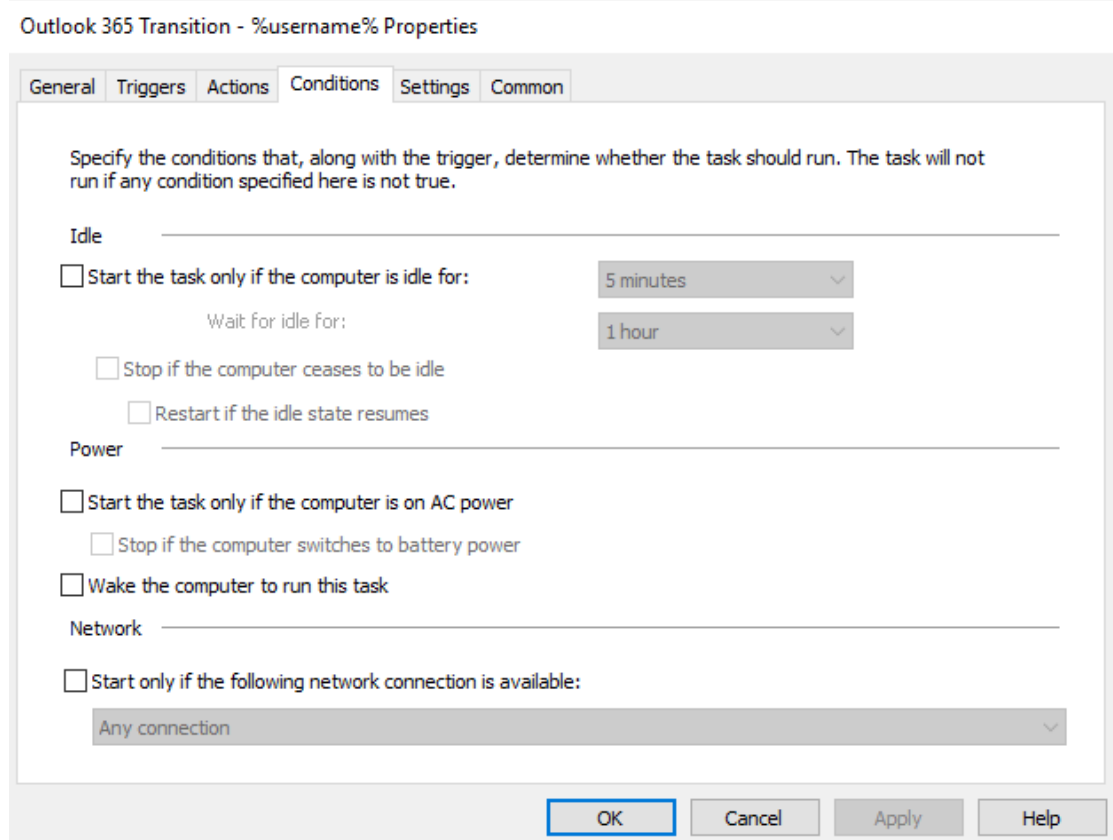 Outlook 365 Transition - %username% Properties
General Triggers Actions Conditions Settings Common
Specify the conditions that, along with the trigger, determine whether the task should run. The task will not
run if any condition specified here is not true.
Idle
Start the task only if the computer is idle for: 5 minutes
Wait for idle for: 1 hour
Stop if the computer ceases to be idle
Restart if the idle state resumes
Power
Start the task only if the computer is on AC power
Stop if the computer switches to battery power
Wake the computer to run this task
Network
Start only if the following network connection is available:
Any connection
OK Cancel Apply Help